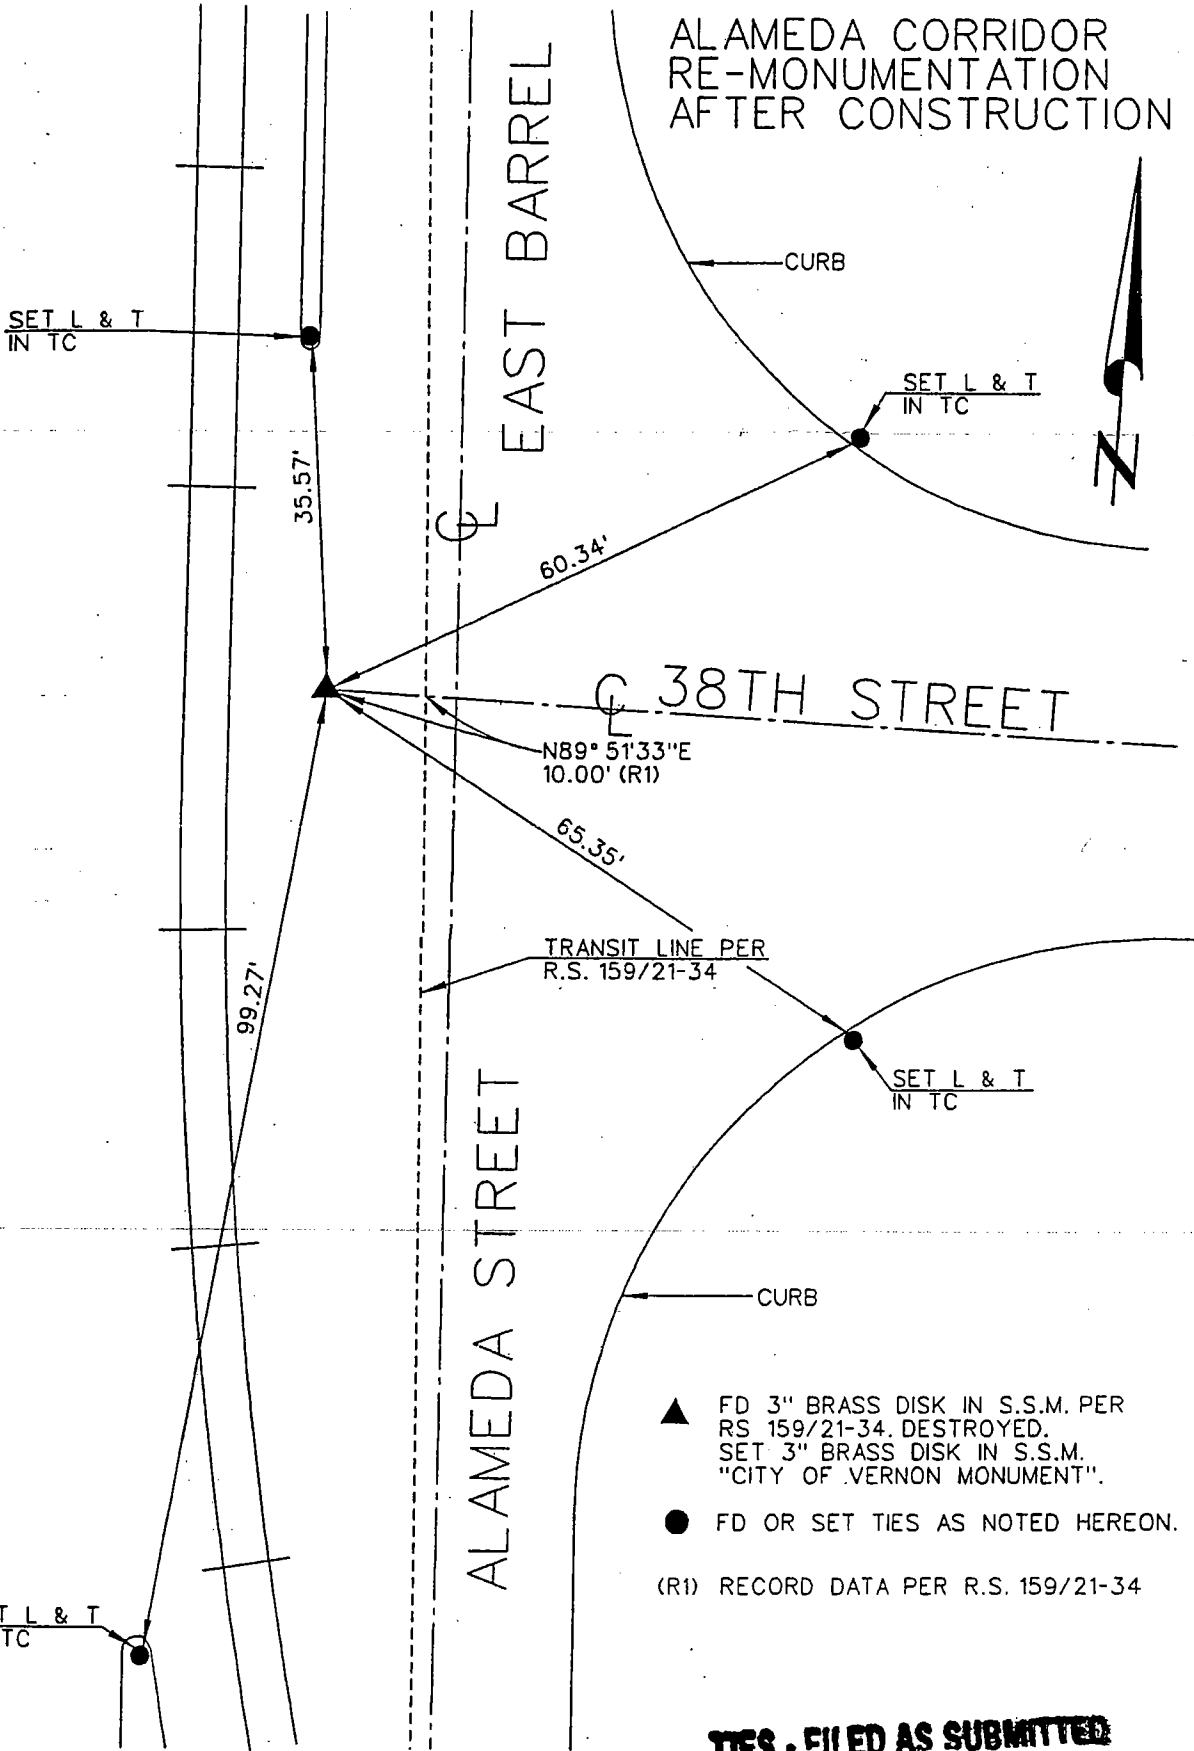 ALAMEDA CORRIDOR
RE-MONUMENTATION
AFTER CONSTRUCTION
EAST BARREL
CURB
SET L & T
IN TC
SET L & T
IN TC
N
35.57'
60.34'
CL
CL 38TH STREET
N89°51'33"E
10.00' (R1)
65.35'
TRANSIT LINE PER
R.S. 159/21-34
99.27'
SET L & T
IN TC
ALAMEDA STREET
CURB
▲ FD 3" BRASS DISK IN S.S.M. PER
RS 159/21-34. DESTROYED.
SET 3" BRASS DISK IN S.S.M.
"CITY OF VERNON MONUMENT".
● FD OR SET TIES AS NOTED HEREON.
(R1) RECORD DATA PER R.S. 159/21-34
T L & T
TC
TIES - FILED AS SUBMITTED